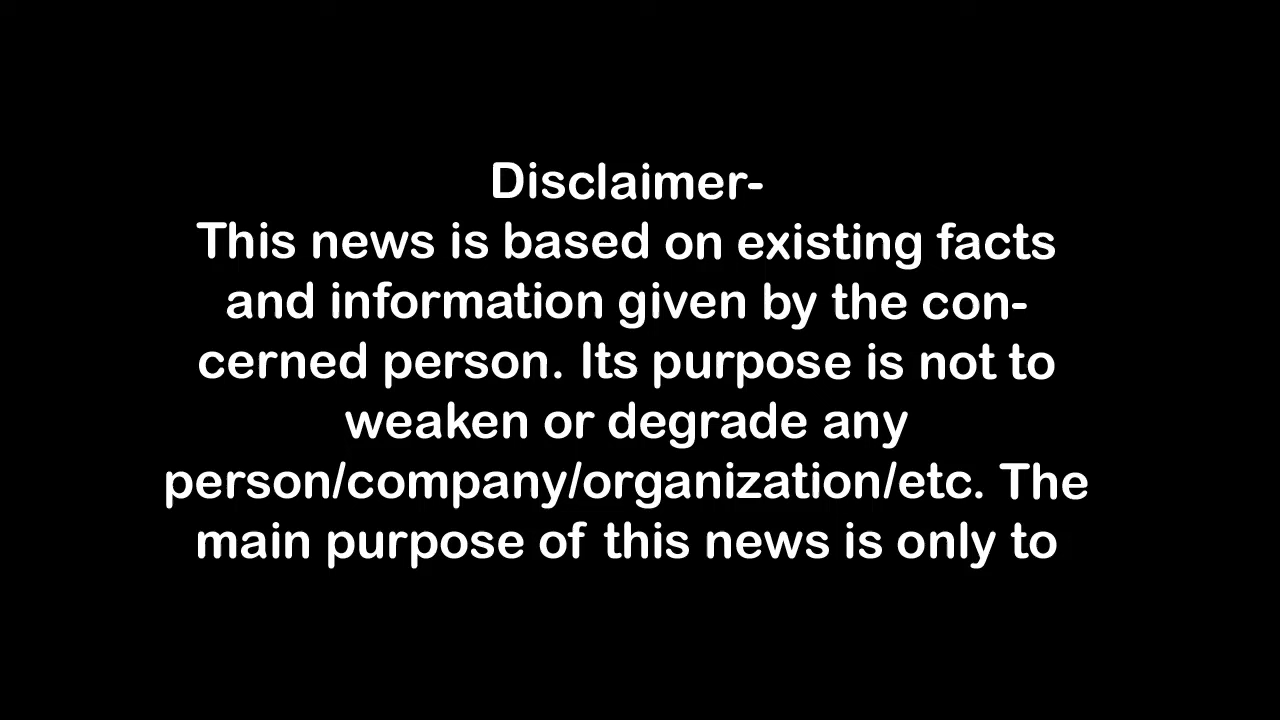 Disclaimer-
This news is based on existing facts
and information given by the con-
cerned person. Its purpose is not to
weaken or degrade any
person/company/organization/etc. The
main purpose of this news is only to